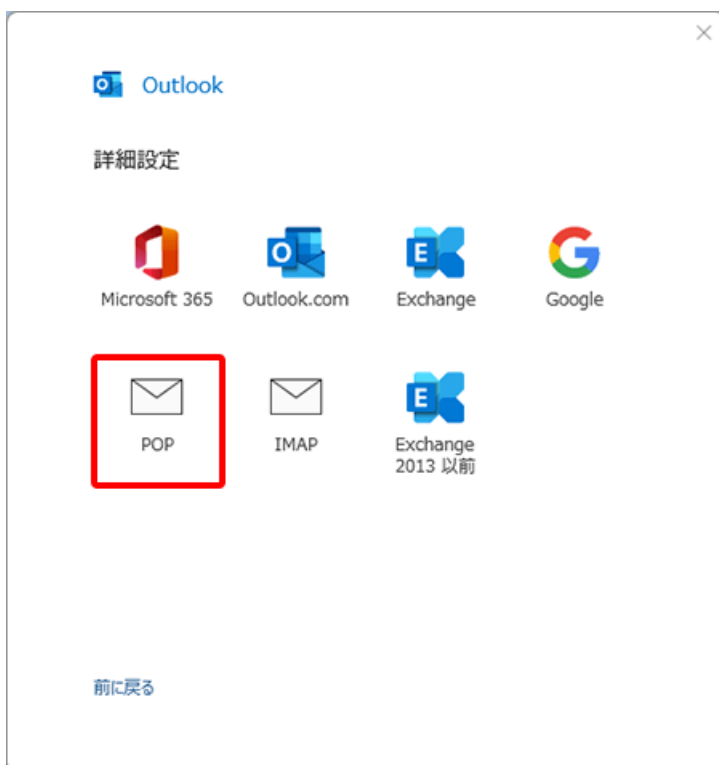 Outlook
詳細設定
Microsoft 365
Outlook.com
Exchange
Google
POP
IMAP
Exchange
2013 以前
前に戻る